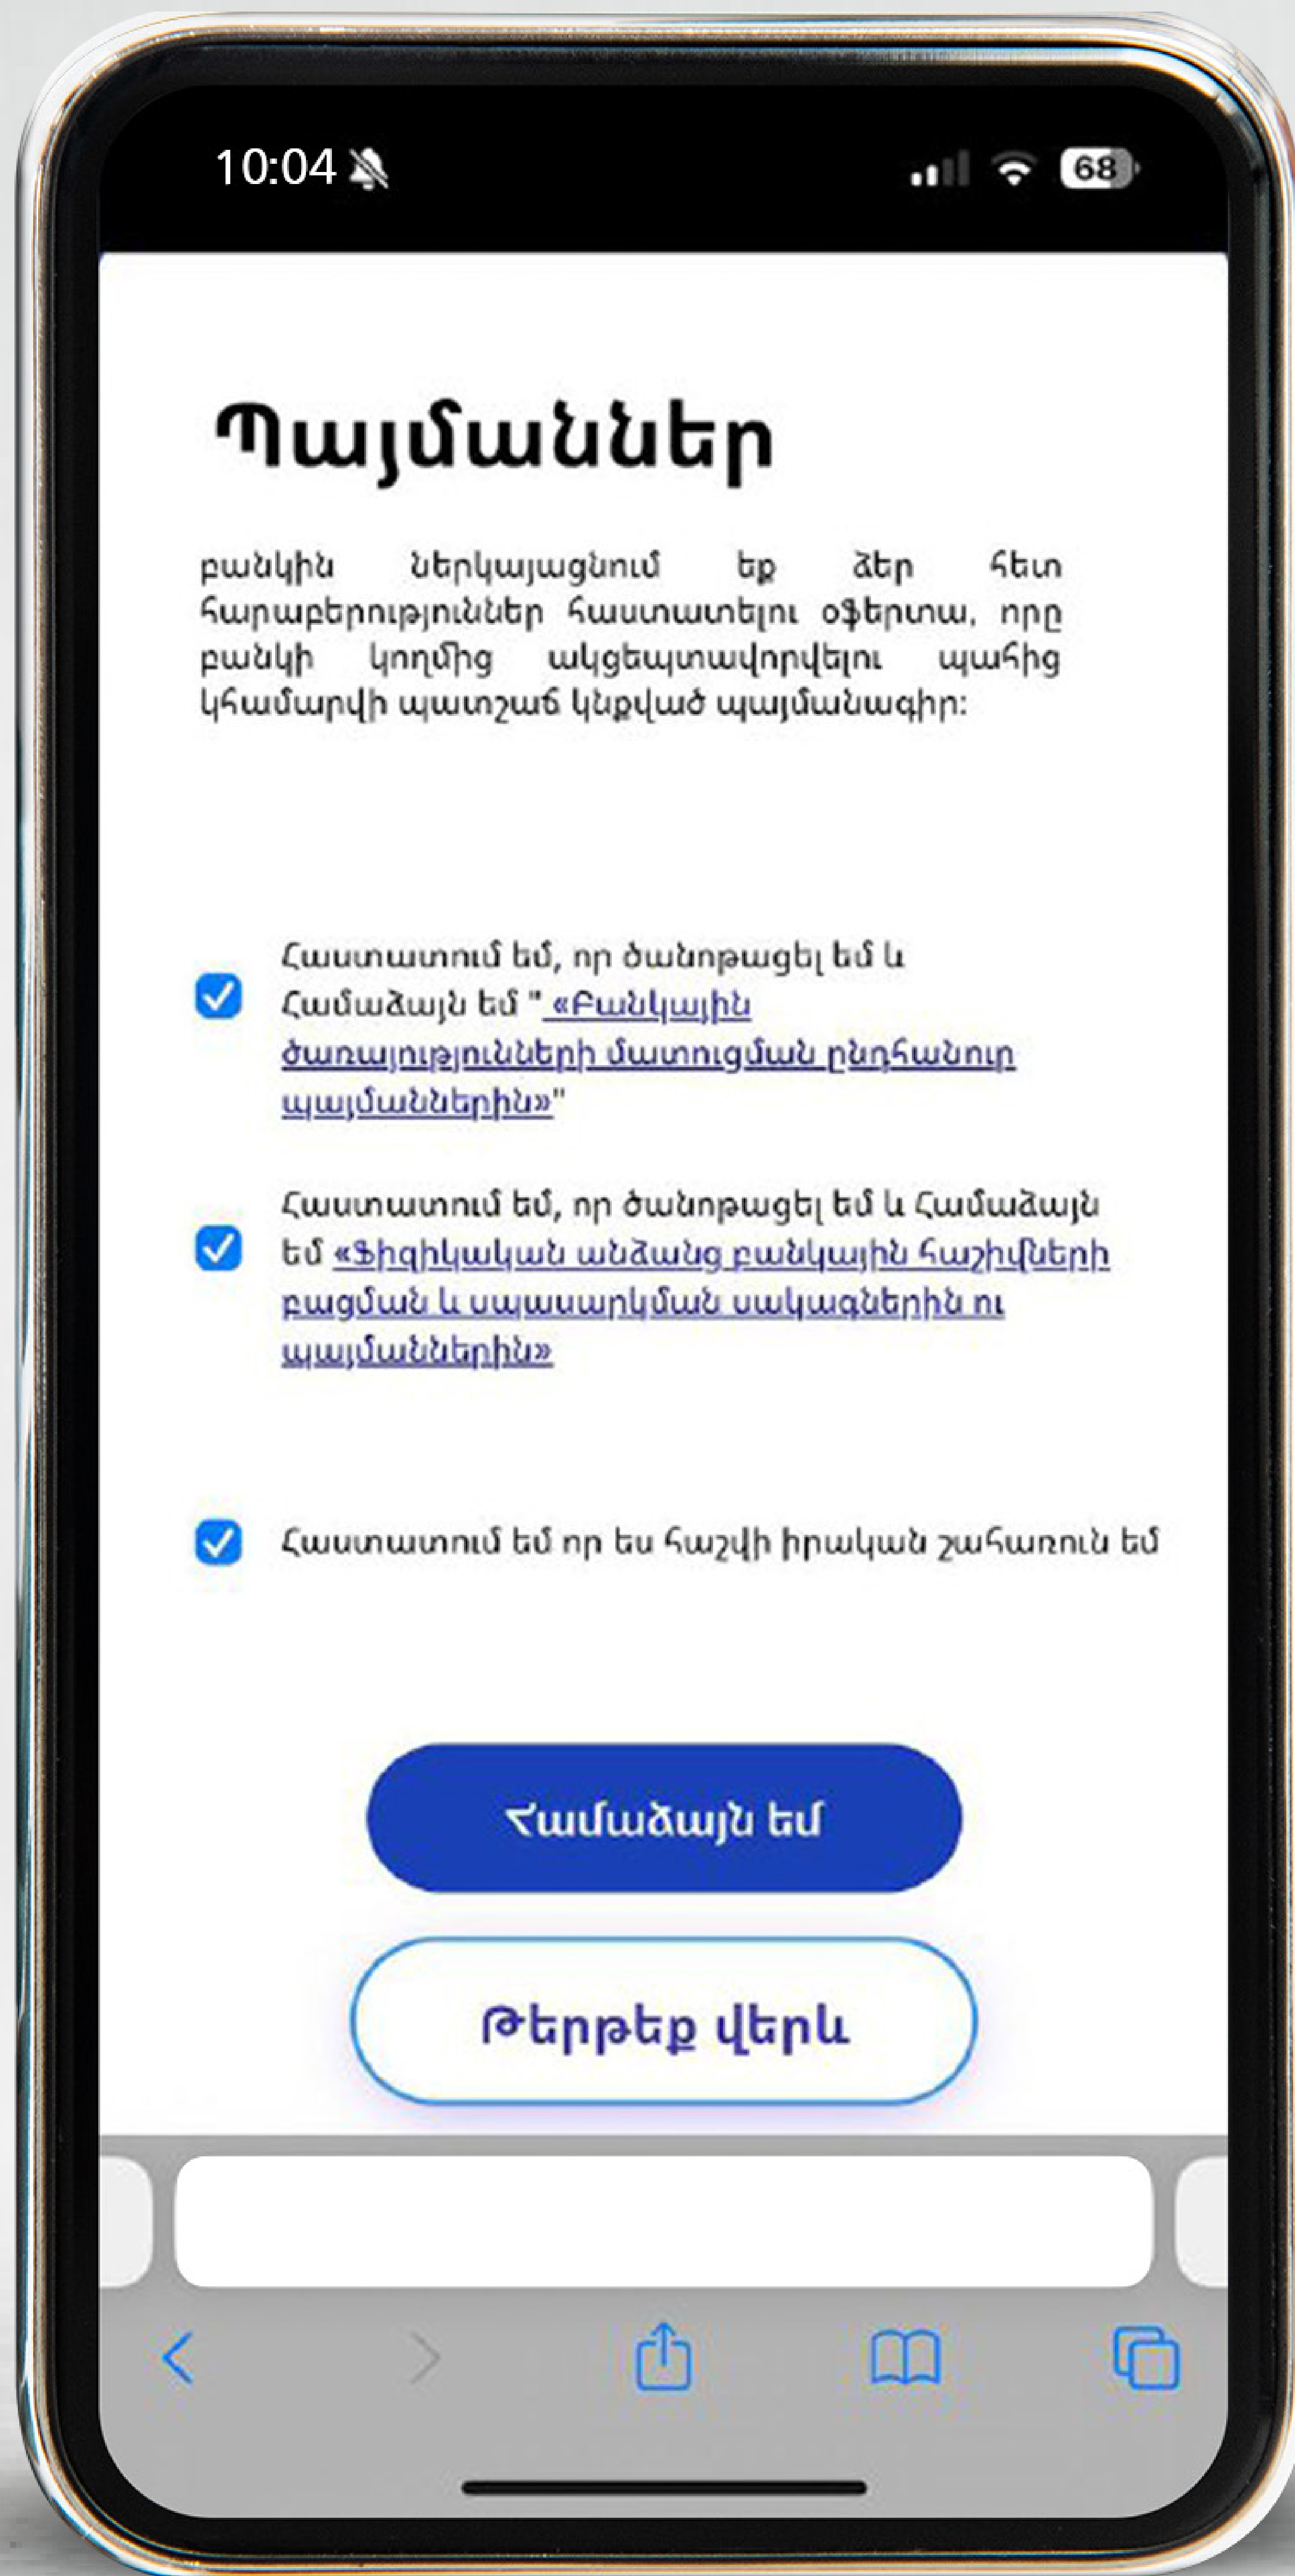 10:04
68
Պայմաններ
բանկին ներկայացնում եք ձեր հետ
հարաբերություններ հաստատելու օֆերտա, որը
բանկի կողմից ակցեպտավորվելու պահից
կհամարվի պատշաճ կնքված պայմանագիր:
Հաստատում եմ, որ ծանոթացել եմ և
Համաձայն եմ " «Բանկային
ծառայությունների մատուցման ընդհանուր
պայմաններին»"
Հաստատում եմ, որ ծանոթացել եմ և Համաձայն
եմ «Ֆիզիկական անձանց բանկային հաշիվների
բացման և սպասարկման սակագներին ու
պայմաններին»
Հաստատում եմ որ ես հաշվի իրական շահառուն եմ
Համաձայն եմ
Թերթեք վերև